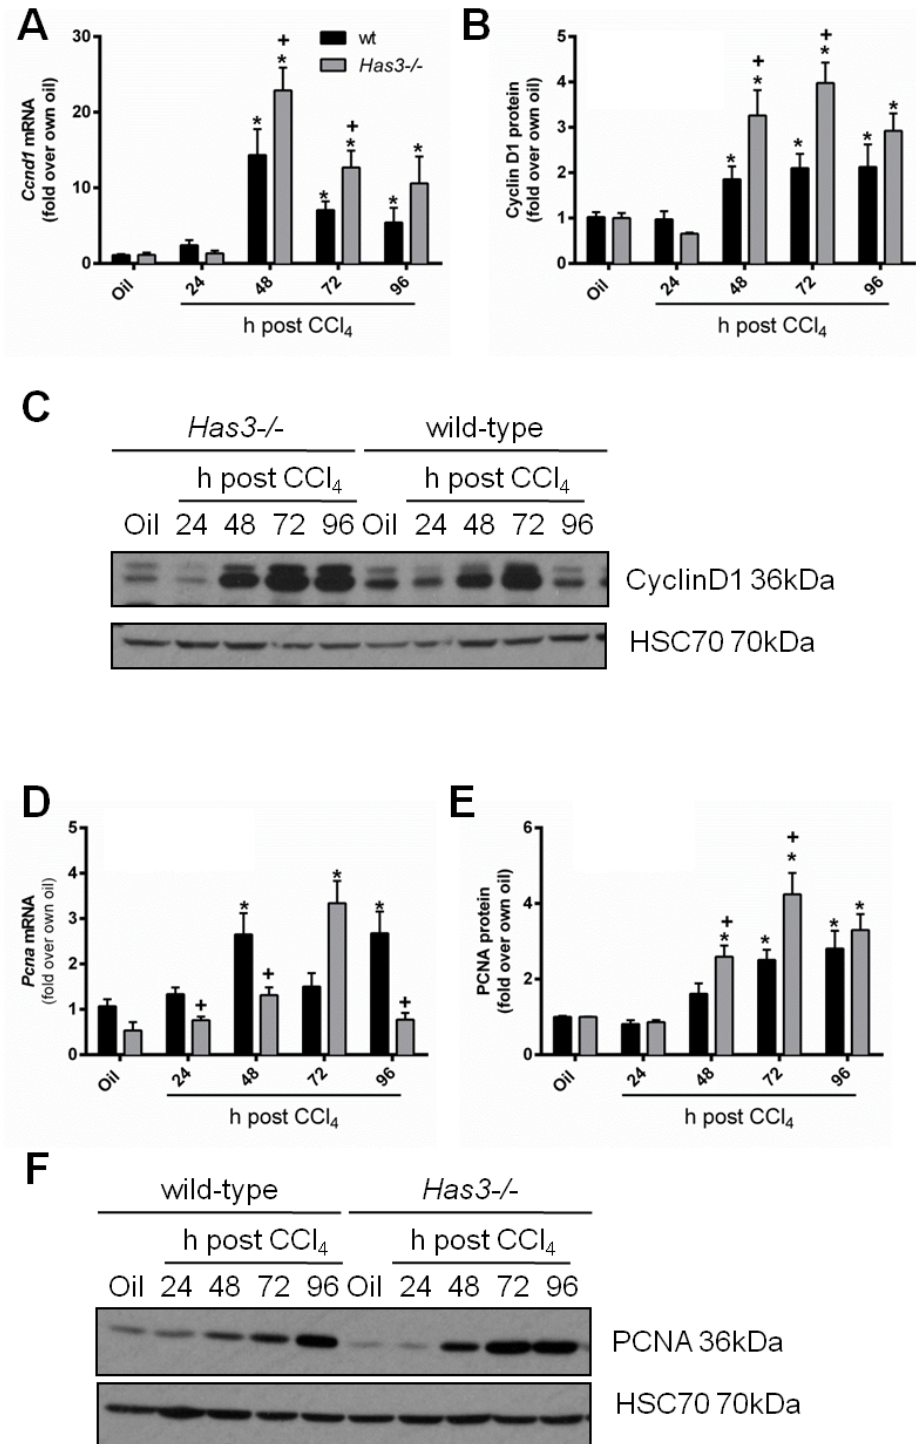 A
B
30
20
10
0
Ccnd1 mRNA
(fold over own oil)
wt
Has3-/-
+
*
*
+
*
*
*
*
Oil 24 48 72 96
h post CCl4
5
4
3
2
1
0
Cyclin D1 protein
(fold over own oil)
+
*
*
+
*
*
*
*
Oil 24 48 72 96
h post CCl4
C
Has3-/- wild-type
h post CCl4 h post CCl4
Oil 24 48 72 96 Oil 24 48 72 96
CyclinD1 36kDa
HSC70 70kDa
D
E
5
4
3
2
1
0
Pcna mRNA
(fold over own oil)
+
*
+
*
*
+
Oil 24 48 72 96
h post CCl4
6
4
2
0
PCNA protein
(fold over own oil)
+
*
*
+
*
*
*
Oil 24 48 72 96
h post CCl4
F
wild-type Has3-/-
h post CCl4 h post CCl4
Oil 24 48 72 96 Oil 24 48 72 96
PCNA 36kDa
HSC70 70kDa